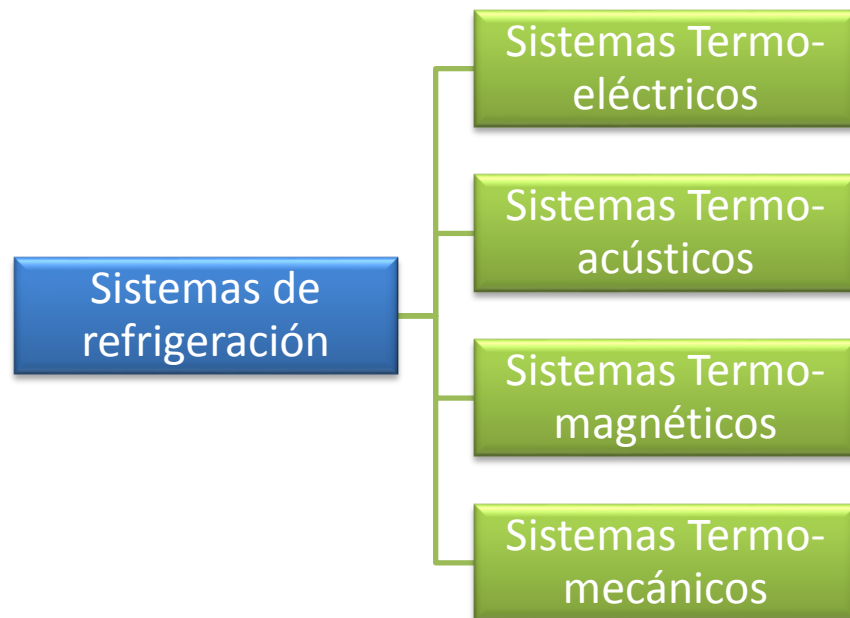 Sistemas Termo-
eléctricos
Sistemas Termo-
acústicos
Sistemas de
refrigeración
Sistemas Termo-
magnéticos
Sistemas Termo-
mecánicos